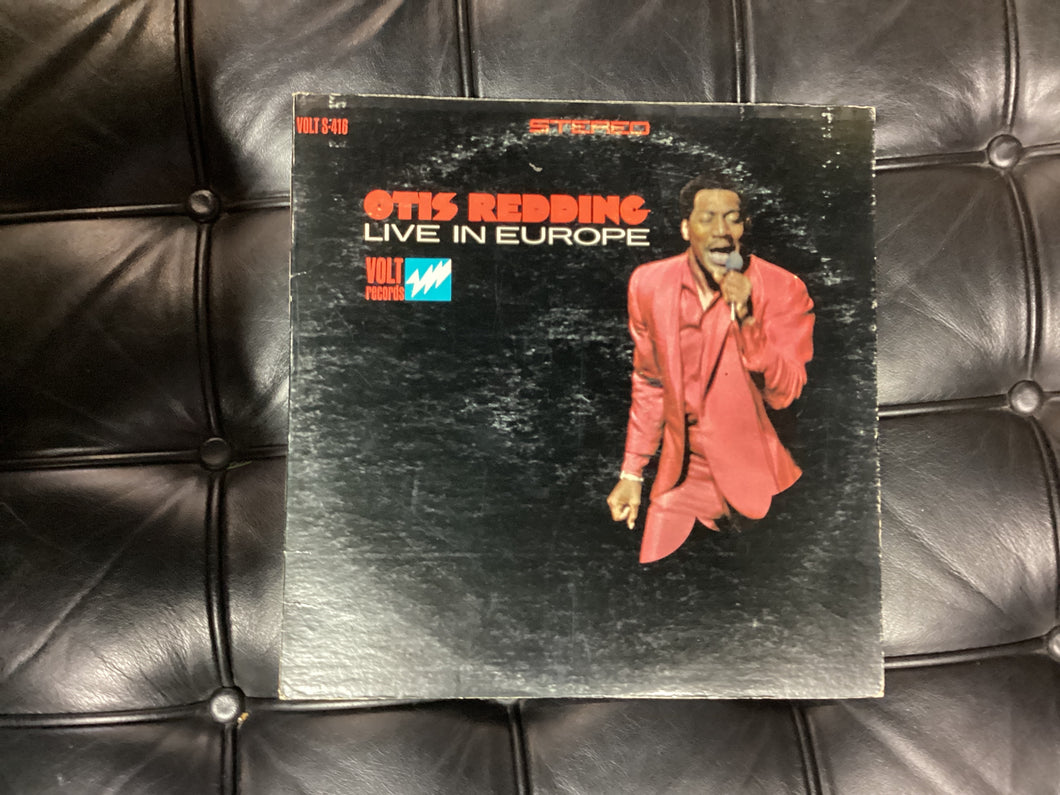 VOLT S-416
STEREO
OTIS REDDING
LIVE IN EUROPE
VOLT
records